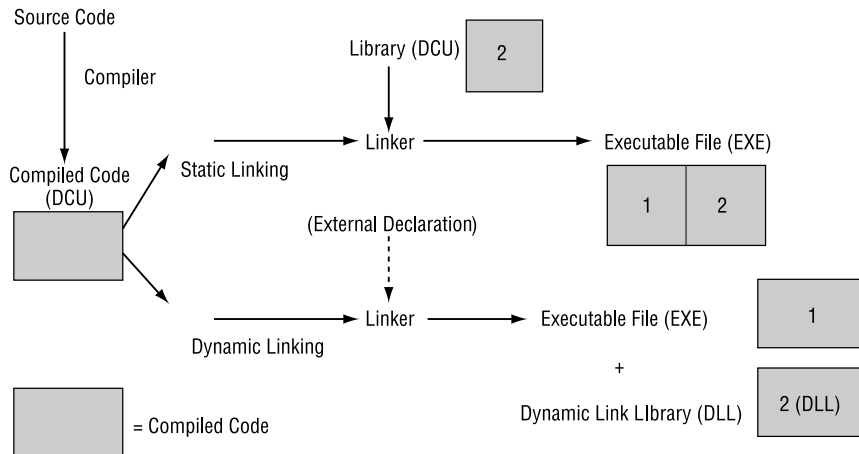 Source Code
Compiler
Compiled Code
(DCU)
Library (DCU)
2
Static Linking
Linker
Executable File (EXE)
1
2
(External Declaration)
Dynamic Linking
Linker
Executable File (EXE)
1
+
Dynamic Link LIbrary (DLL)
2 (DLL)
= Compiled Code